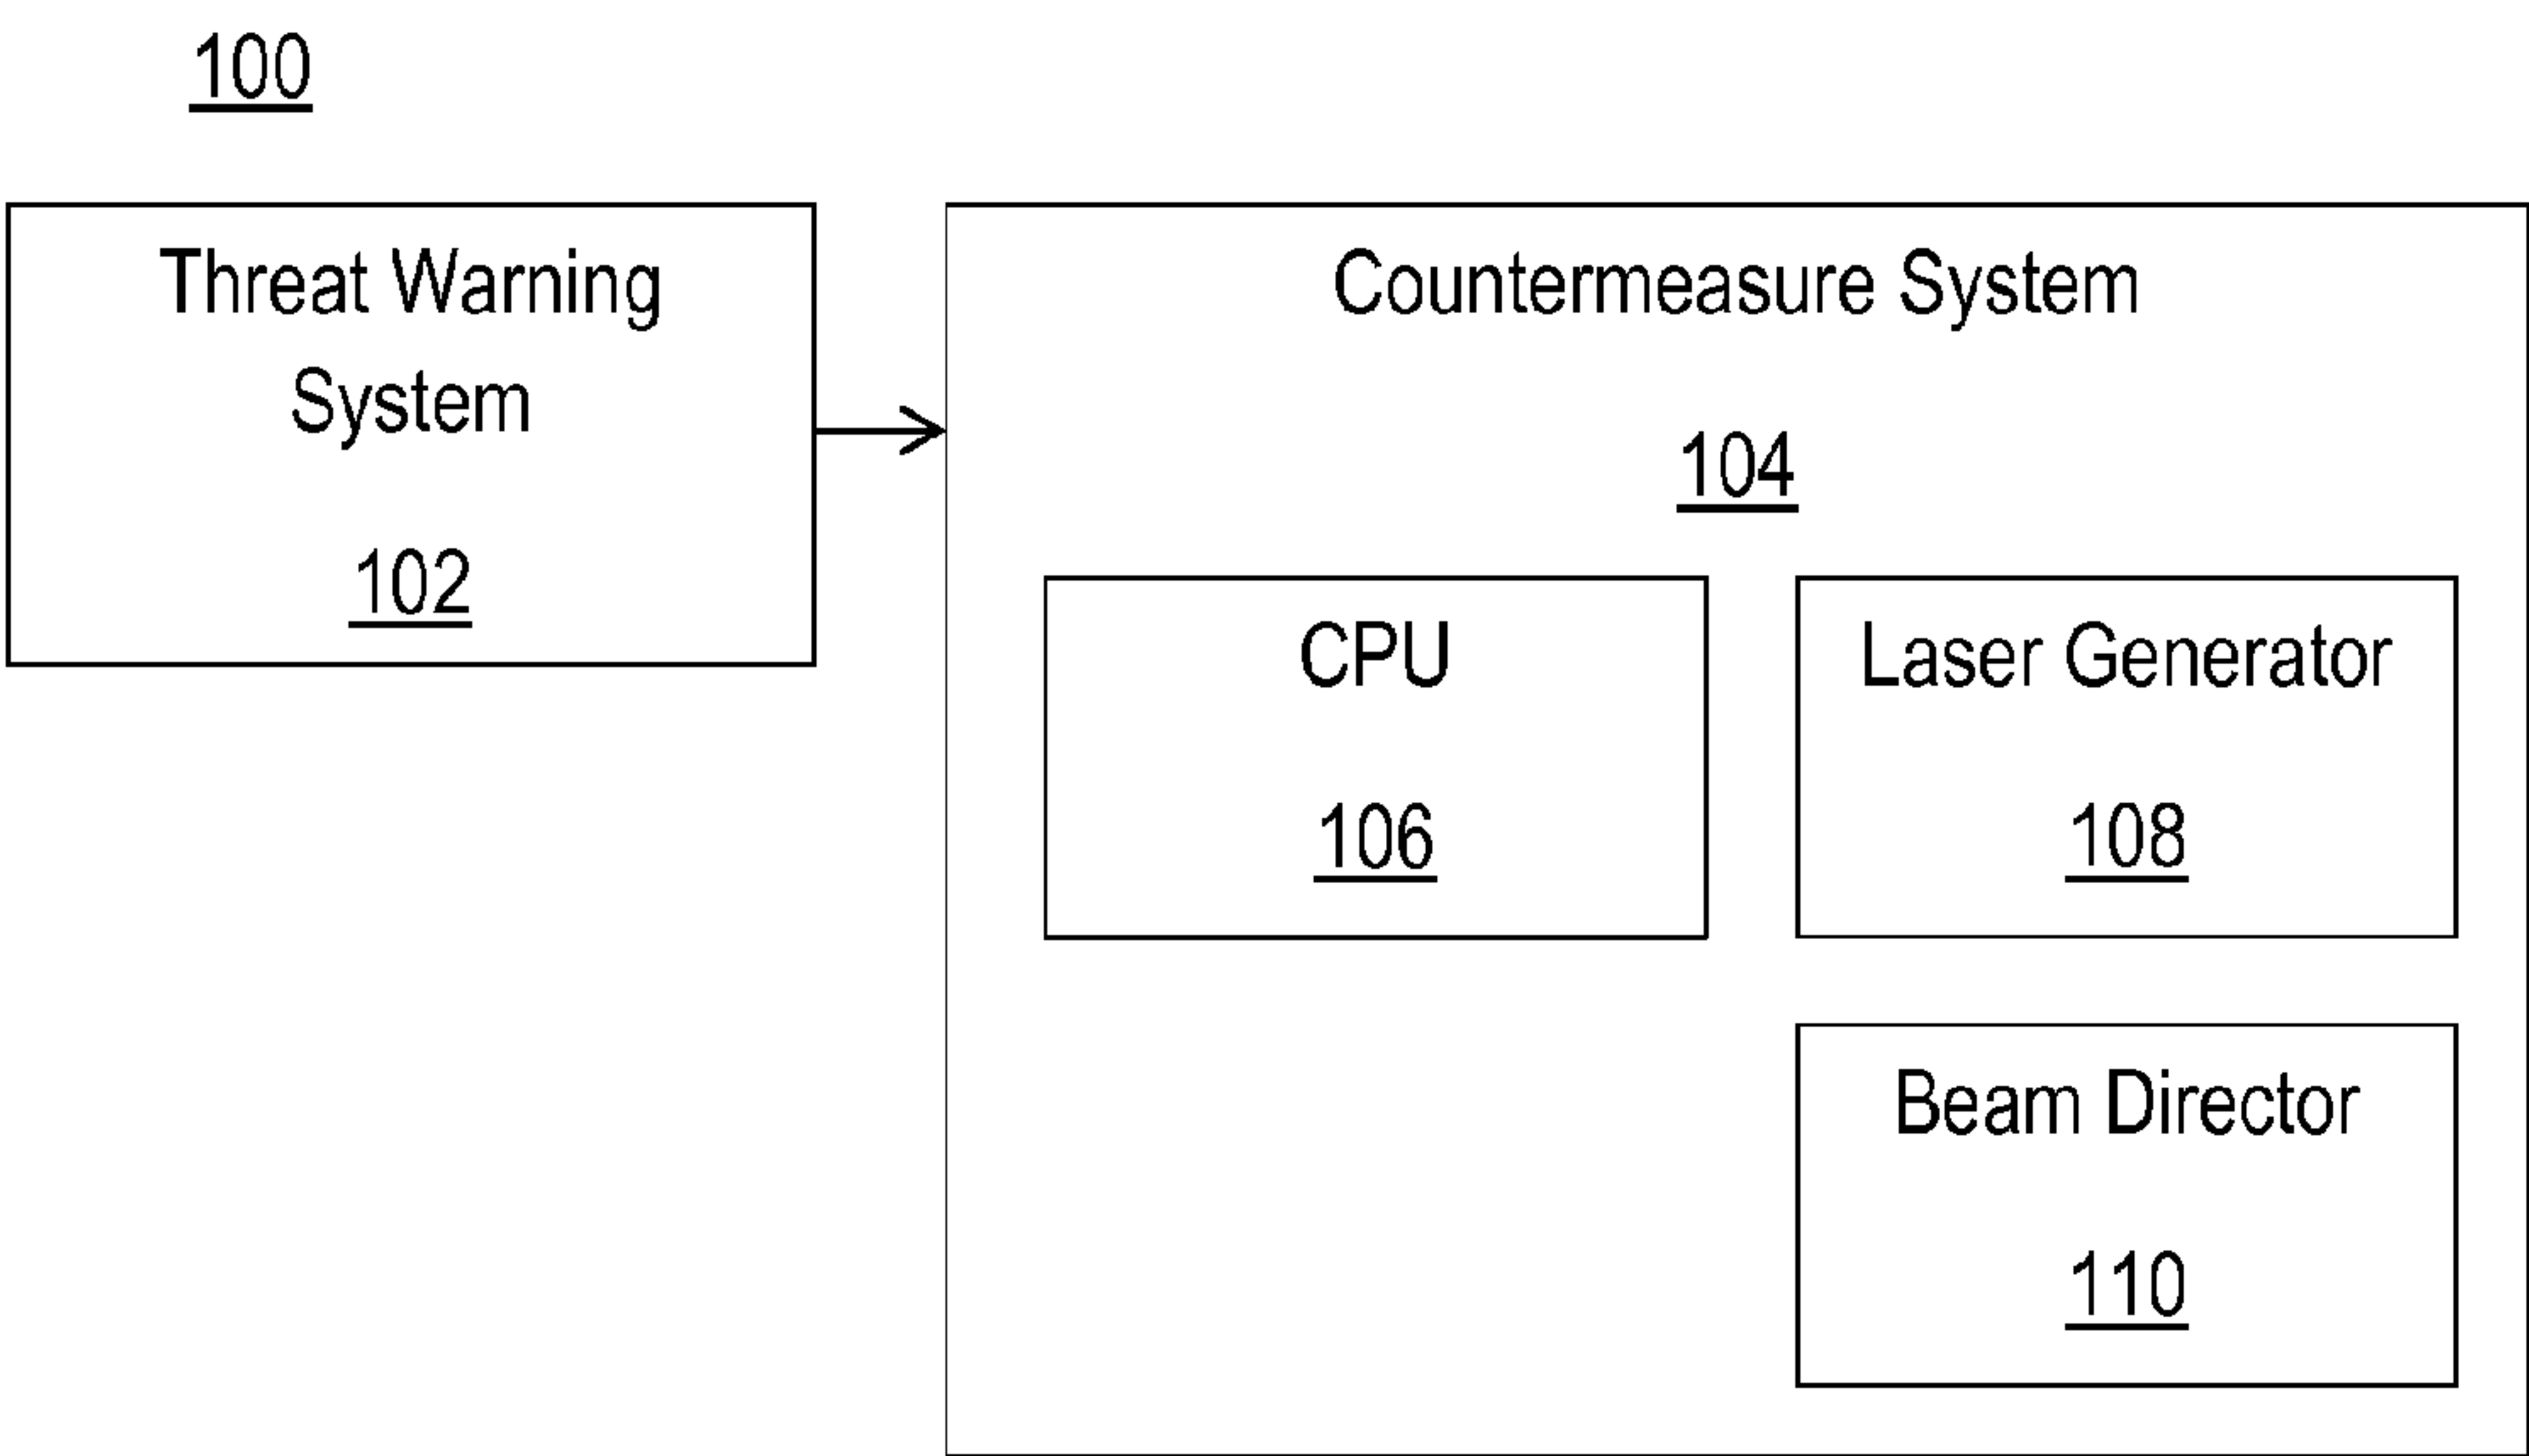 100
Threat Warning
System
102
Countermeasure System
104
CPU
106
Laser Generator
108
Beam Director
110